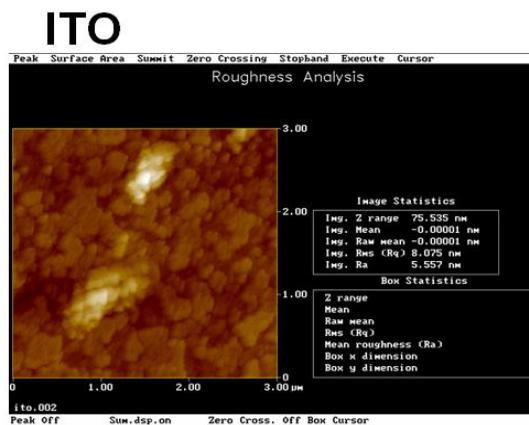 ITO
Peak Surface Area Summit Zero Crossing Stopband Execute Cursor
Roughness Analysis
3.00
2.00
1.00
0
0 1.00 2.00 3.00 µm
Image Statistics
Img. Z range 75.535 nm
Img. Mean -0.00001 nm
Img. Raw mean -0.00001 nm
Img. Rms (Rq) 8.075 nm
Img. Ra 5.557 nm
Box Statistics
Z range
Mean
Raw mean
Rms (Rq)
Mean roughness (Ra)
Box x dimension
Box y dimension
ito.002
Peak Off Sum.dsp.on Zero Cross. Off Box Cursor